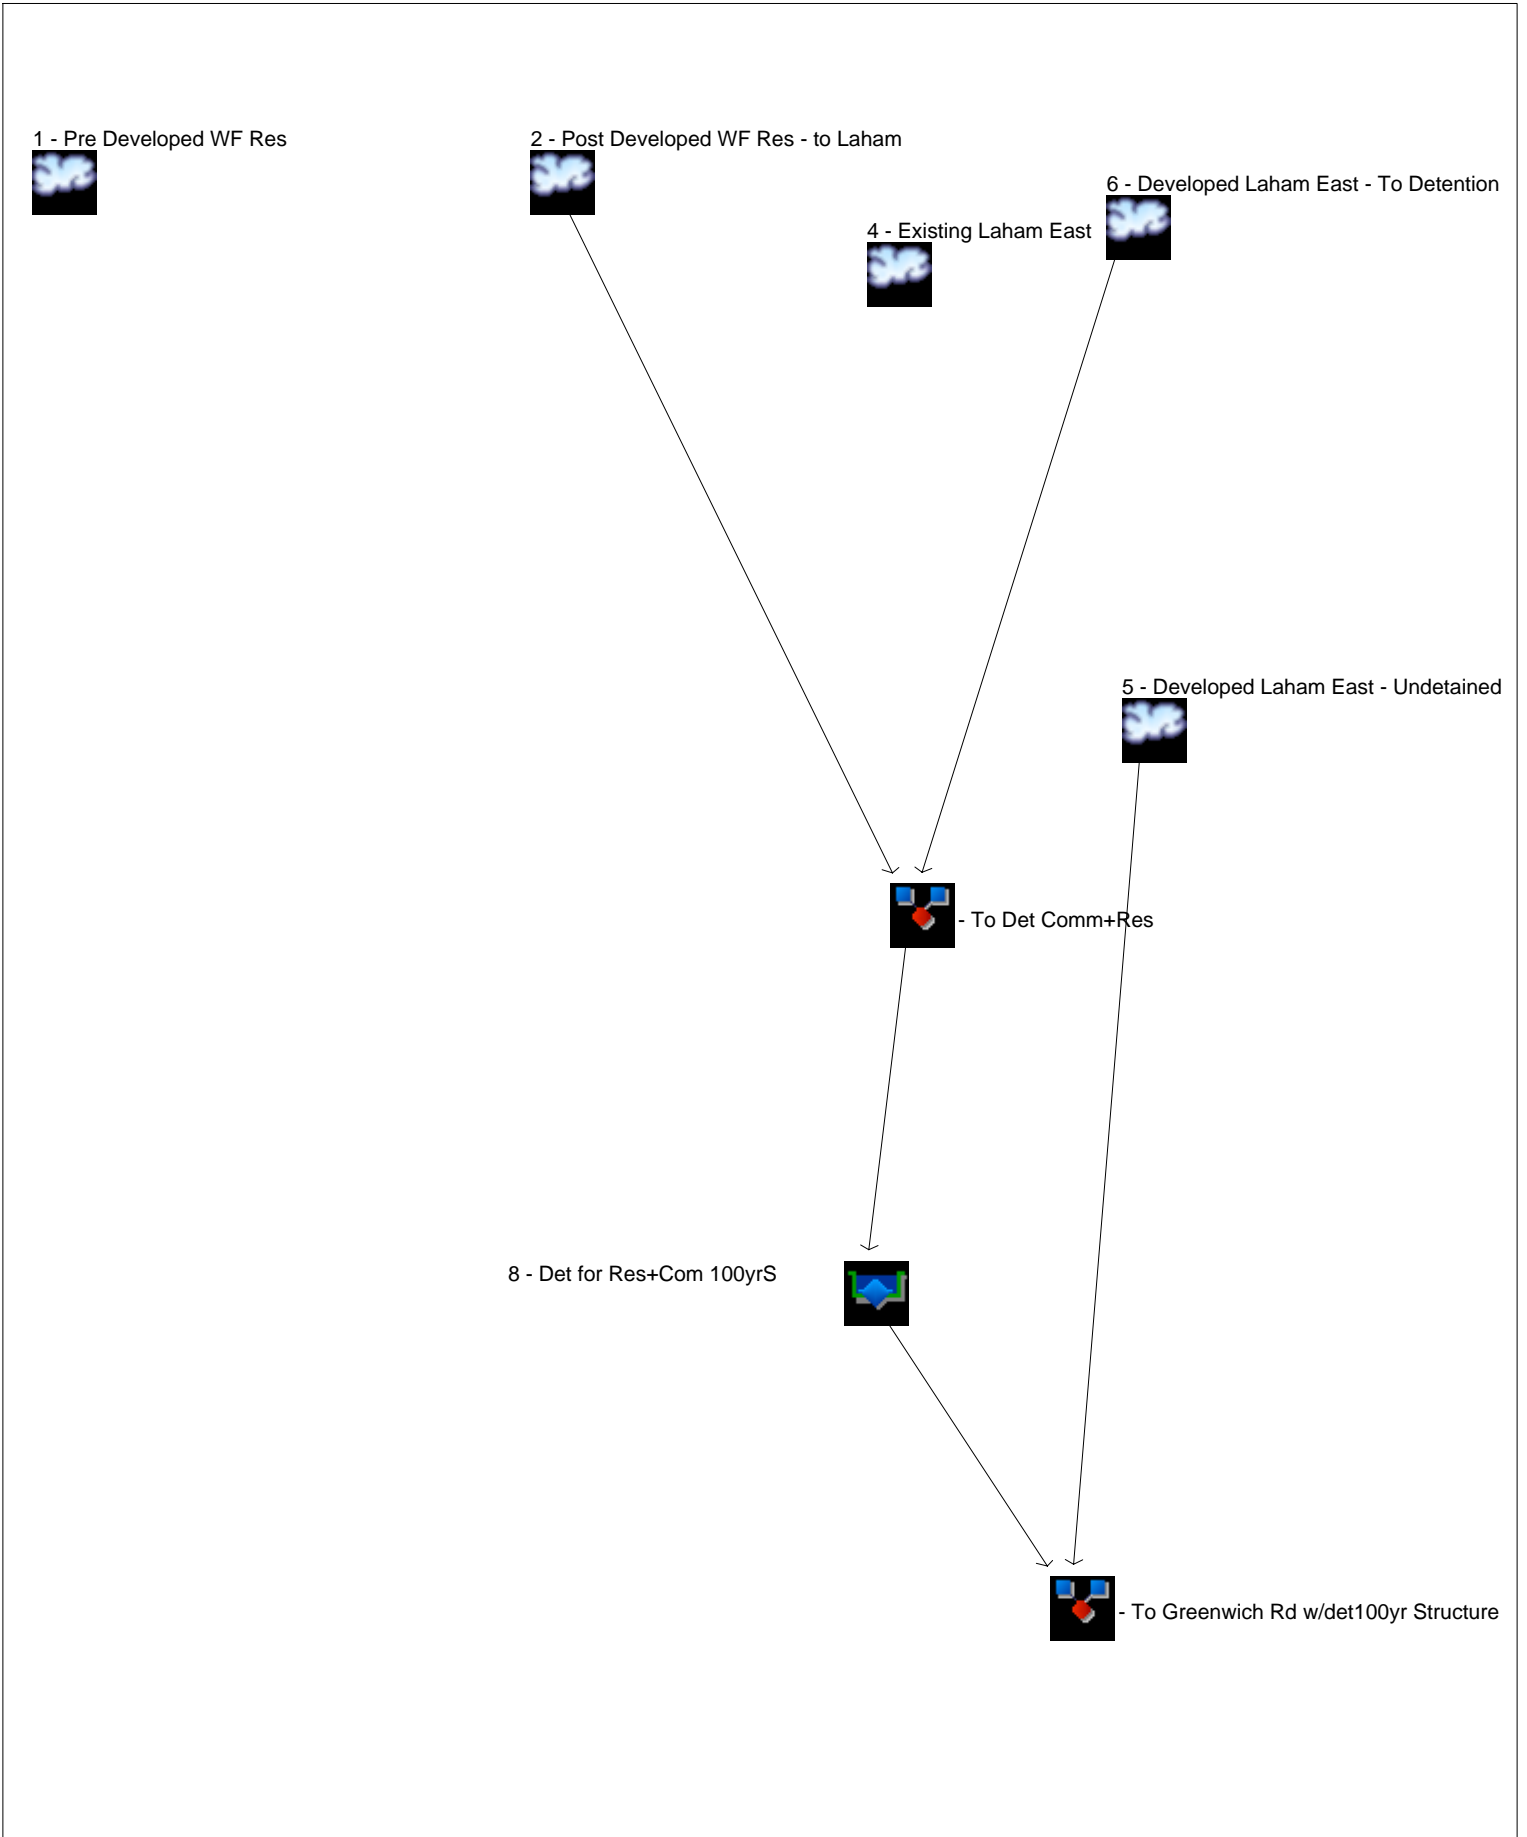 1 - Pre Developed WF Res
2 - Post Developed WF Res - to Laham
6 - Developed Laham East - To Detention
4 - Existing Laham East
5 - Developed Laham East - Undetained
- To Det Comm+Res
8 - Det for Res+Com 100yrS
- To Greenwich Rd w/det100yr Structure